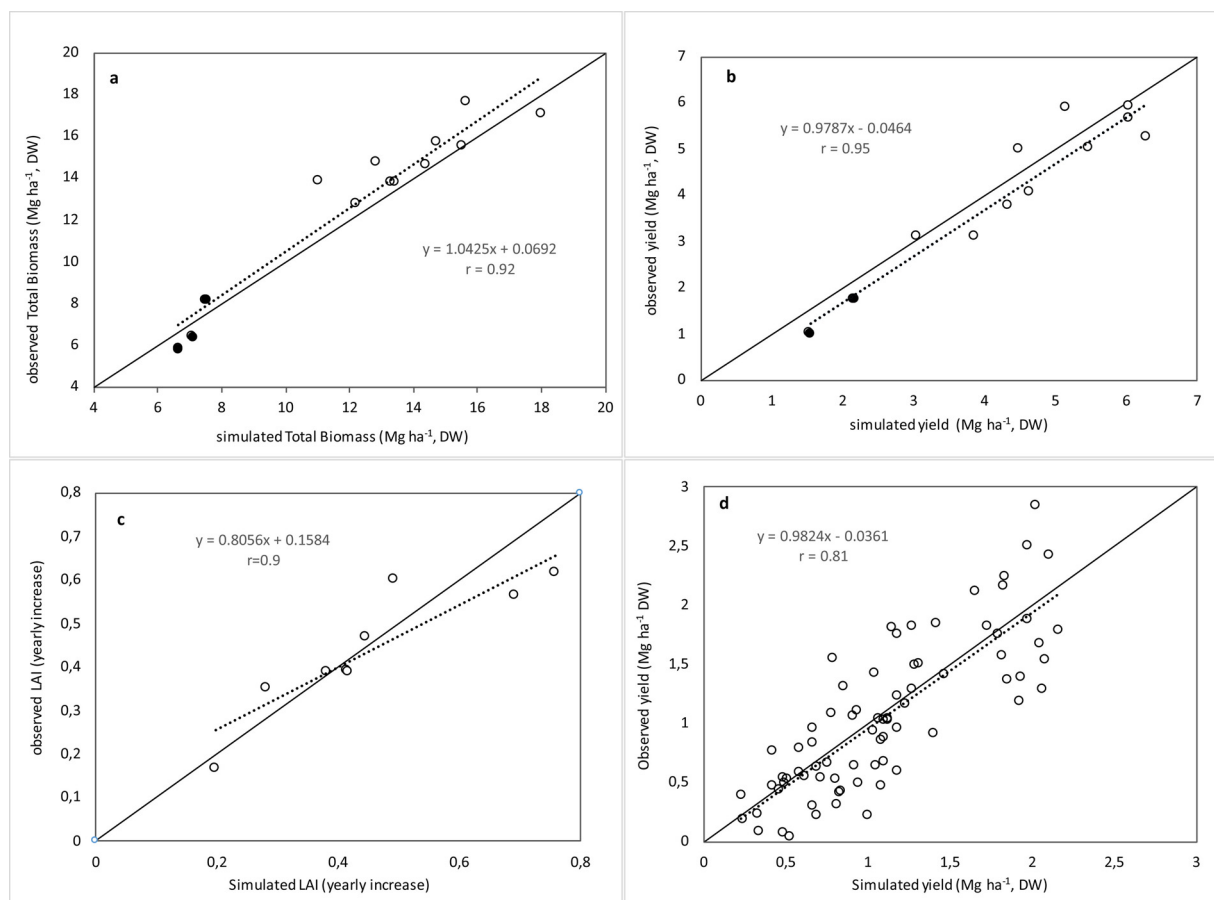 a
20
18
16
14
12
10
8
6
4
observed Total Biomass (Mg ha⁻¹, DW)
y = 1.0425x + 0.0692
r = 0.92
4 6 8 10 12 14 16 18 20
simulated Total Biomass (Mg ha⁻¹, DW)
b
7
6
5
4
3
2
1
0
observed yield (Mg ha⁻¹, DW)
y = 0.9787x - 0.0464
r = 0.95
0 1 2 3 4 5 6 7
simulated yield (Mg ha⁻¹, DW)
c
0,8
0,7
0,6
0,5
0,4
0,3
0,2
0,1
0
observed LAI (yearly increase)
y = 0.8056x + 0.1584
r=0.9
0 0,2 0,4 0,6 0,8
Simulated LAI (yearly increase)
d
3
2,5
2
1,5
1
0,5
0
Observed yield (Mg ha⁻¹ DW)
y = 0.9824x - 0.0361
r = 0.81
0 0,5 1 1,5 2 2,5 3
Simulated yield (Mg ha⁻¹, DW)